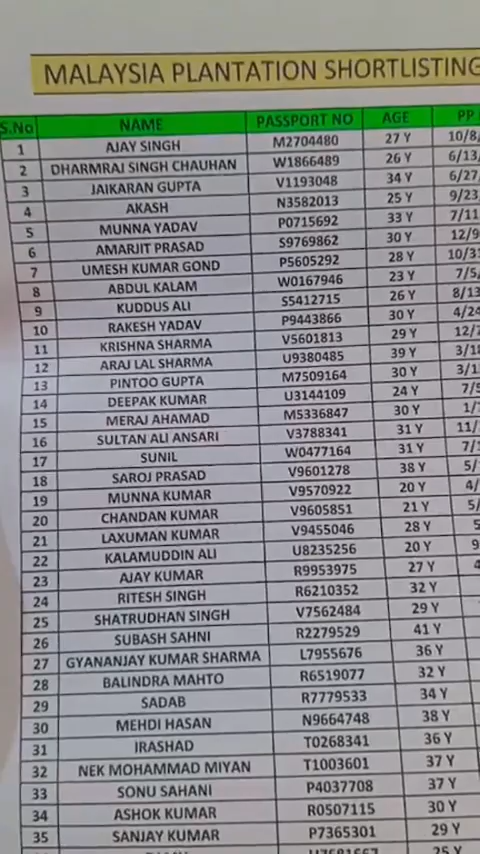 MALAYSIA PLANTATION SHORTLISTING
S.No NAME PASSPORT NO AGE PP
1 AJAY SINGH M2704480 27 Y 10/8/
2 DHARMRAJ SINGH CHAUHAN W1866489 26 Y 6/13/
3 JAIKARAN GUPTA V1193048 34 Y 6/27/
4 AKASH N3582013 25 Y 9/23
5 MUNNA YADAV P0715692 33 Y 7/11
6 AMARJIT PRASAD S9769862 30 Y 12/9
7 UMESH KUMAR GOND P5605292 28 Y 10/31
8 ABDUL KALAM W0167946 23 Y 7/5/
9 KUDDUS ALI S5412715 26 Y 8/13
10 RAKESH YADAV P9443866 30 Y 4/24
11 KRISHNA SHARMA V5601813 29 Y 12/7
12 ARAJ LAL SHARMA U9380485 39 Y 3/18
13 PINTOO GUPTA M7509164 30 Y 3/1
14 DEEPAK KUMAR U3144109 24 Y 7/5
15 MERAJ AHAMAD M5336847 30 Y 1/
16 SULTAN ALI ANSARI V3788341 31 Y 11/
17 SUNIL W0477164 31 Y 7/1
18 SAROJ PRASAD V9601278 38 Y 5/
19 MUNNA KUMAR V9570922 20 Y 4/
20 CHANDAN KUMAR V9605851 21 Y 5/
21 LAXUMAN KUMAR V9455046 28 Y 5
22 KALAMUDDIN ALI U8235256 20 Y 9
23 AJAY KUMAR R9953975 27 Y 4
24 RITESH SINGH R6210352 32 Y
25 SHATRUDHAN SINGH V7562484 29 Y
26 SUBASH SAHNI R2279529 41 Y
27 GYANANJAY KUMAR SHARMA L7955676 36 Y
28 BALINDRA MAHTO R6519077 32 Y
29 SADAB R7779533 34 Y
30 MEHDI HASAN N9664748 38 Y
31 IRASHAD T0268341 36 Y
32 NEK MOHAMMAD MIYAN T1003601 37 Y
33 SONU SAHANI P4037708 37 Y
34 ASHOK KUMAR R0507115 30 Y
35 SANJAY KUMAR P7365301 29 Y
25 Y